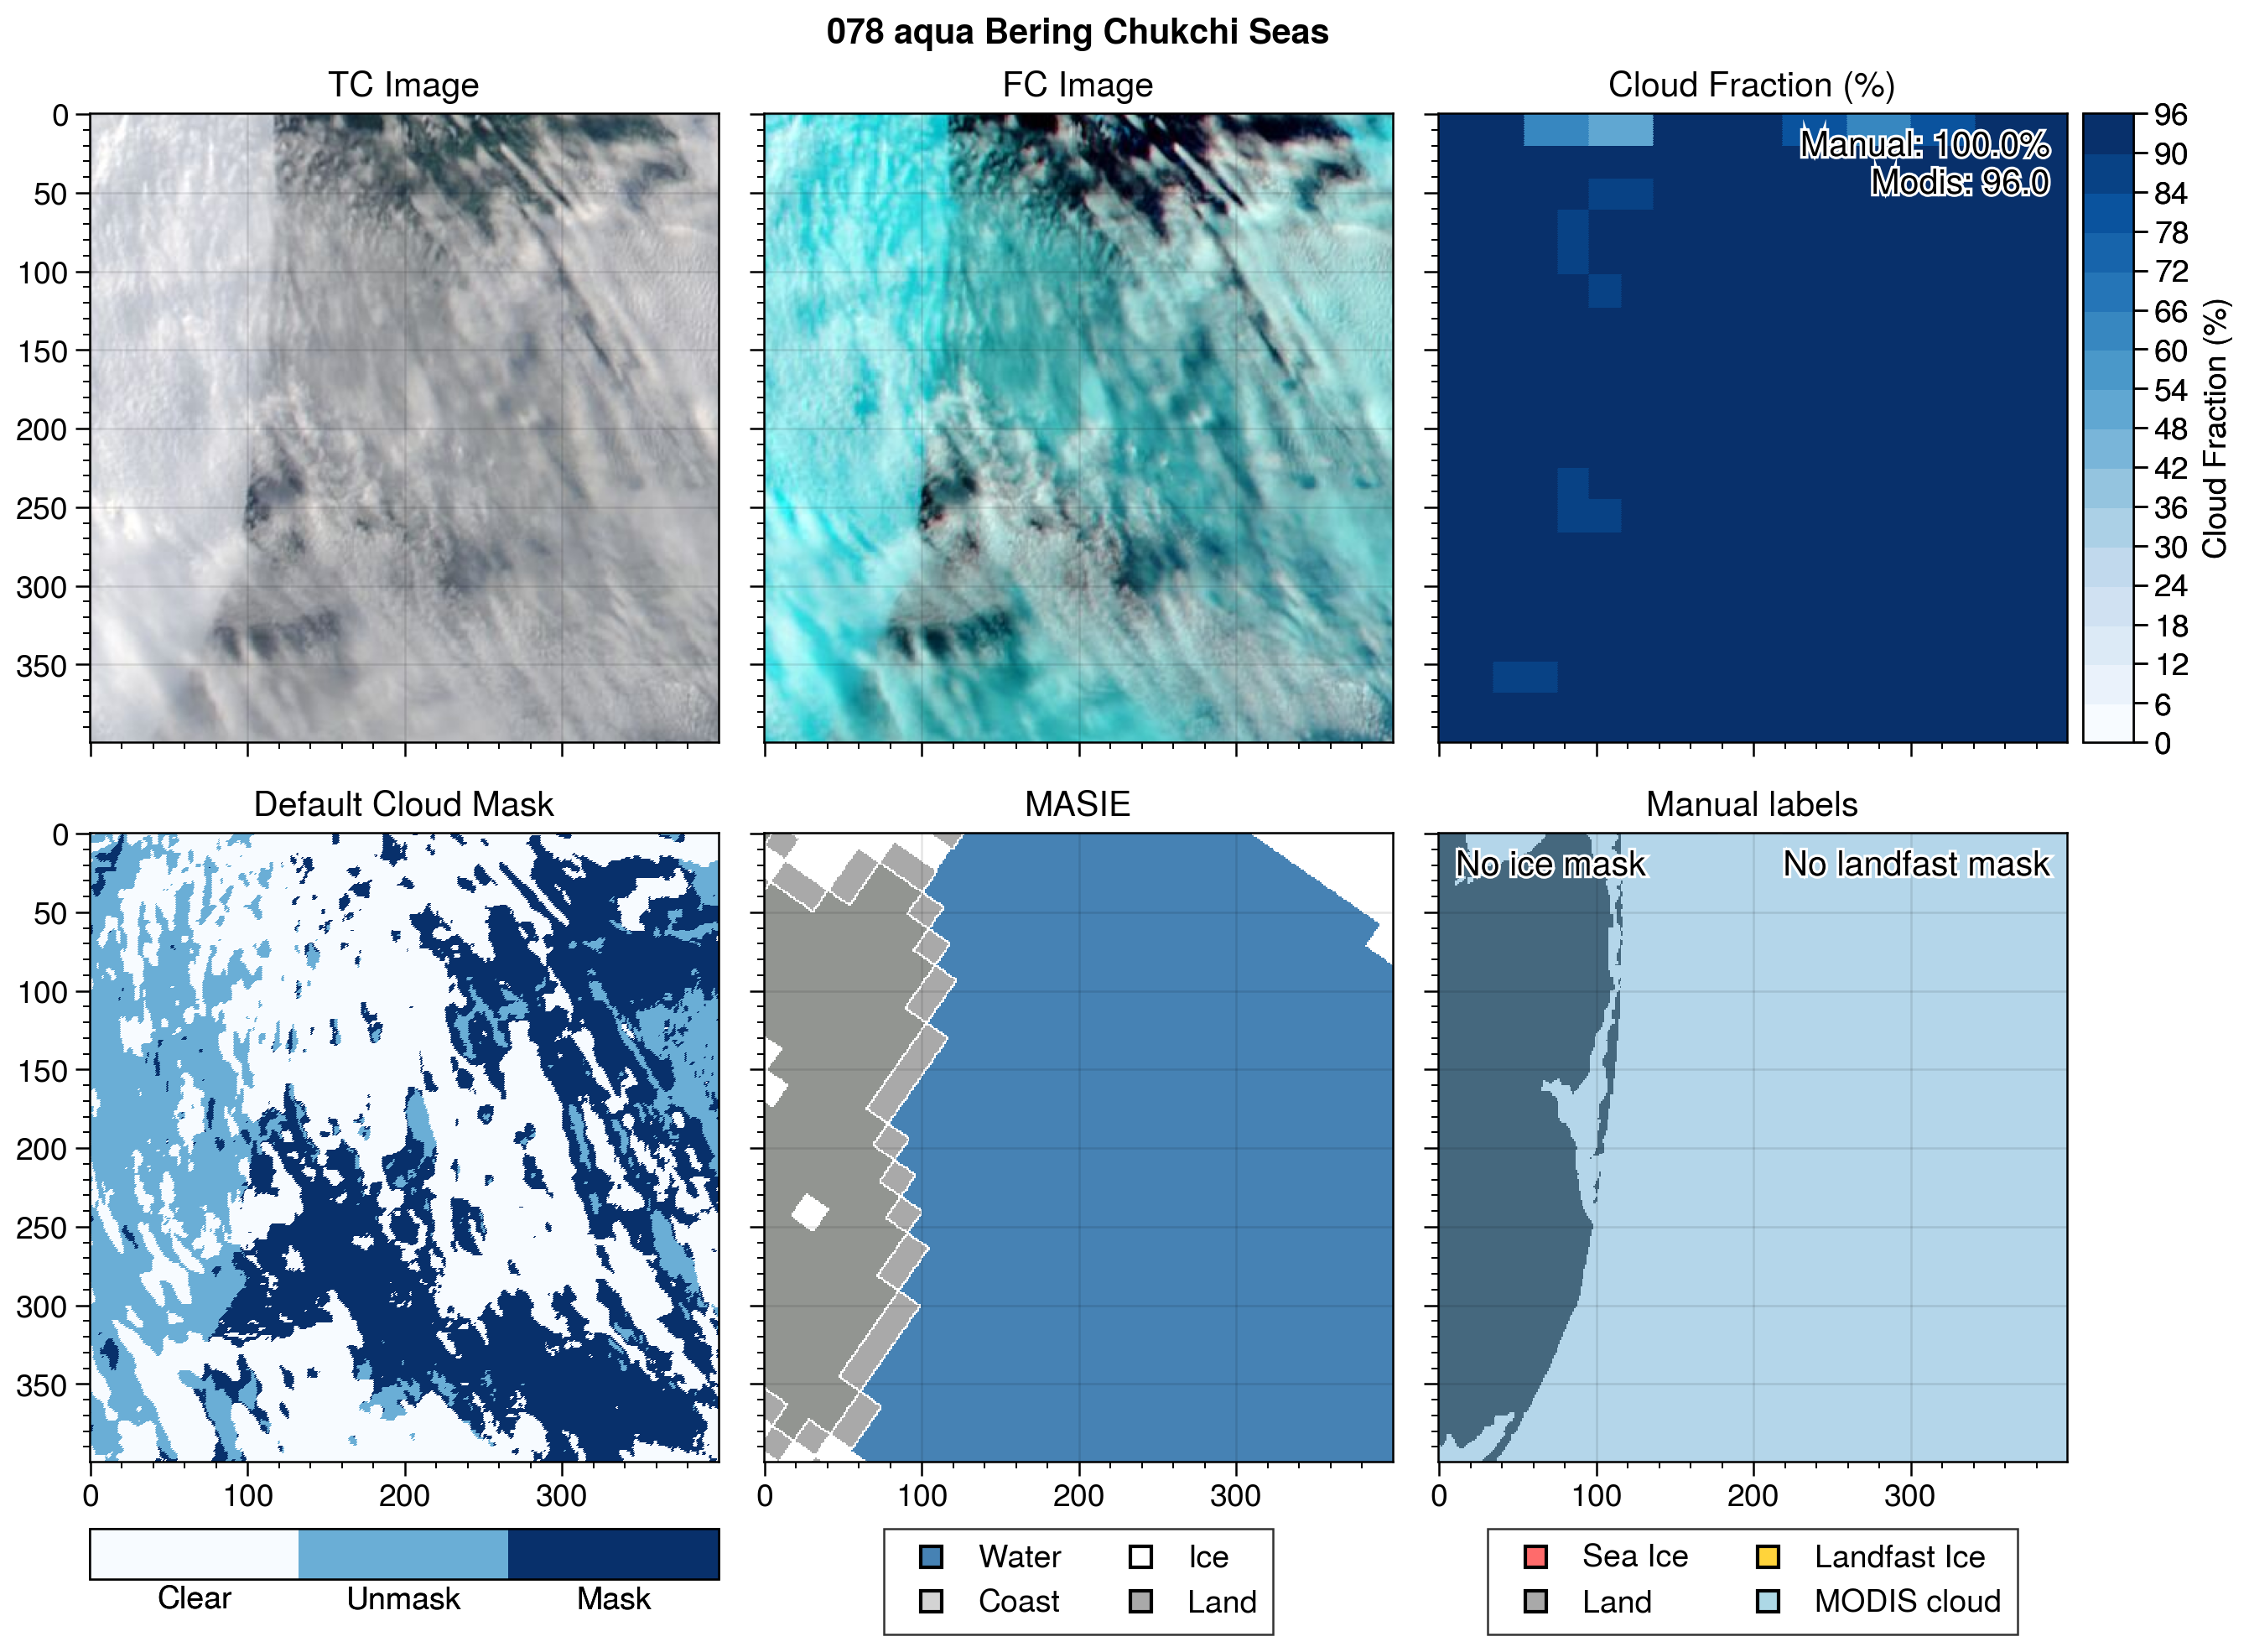 078 aqua Bering Chukchi Seas
TC Image
FC Image
Cloud Fraction (%)
0
50
100
150
200
250
300
350
Manual: 100.0%
Modis: 96.0
96
90
84
78
72
66
60
54
48
42
36
30
24
18
12
6
0
Cloud Fraction (%)
Default Cloud Mask
MASIE
Manual labels
0
50
100
150
200
250
300
350
No ice mask
No landfast mask
0 100 200 300
0 100 200 300
0 100 200 300
Clear Unmask Mask
Water Ice
Coast Land
Sea Ice Landfast Ice
Land MODIS cloud